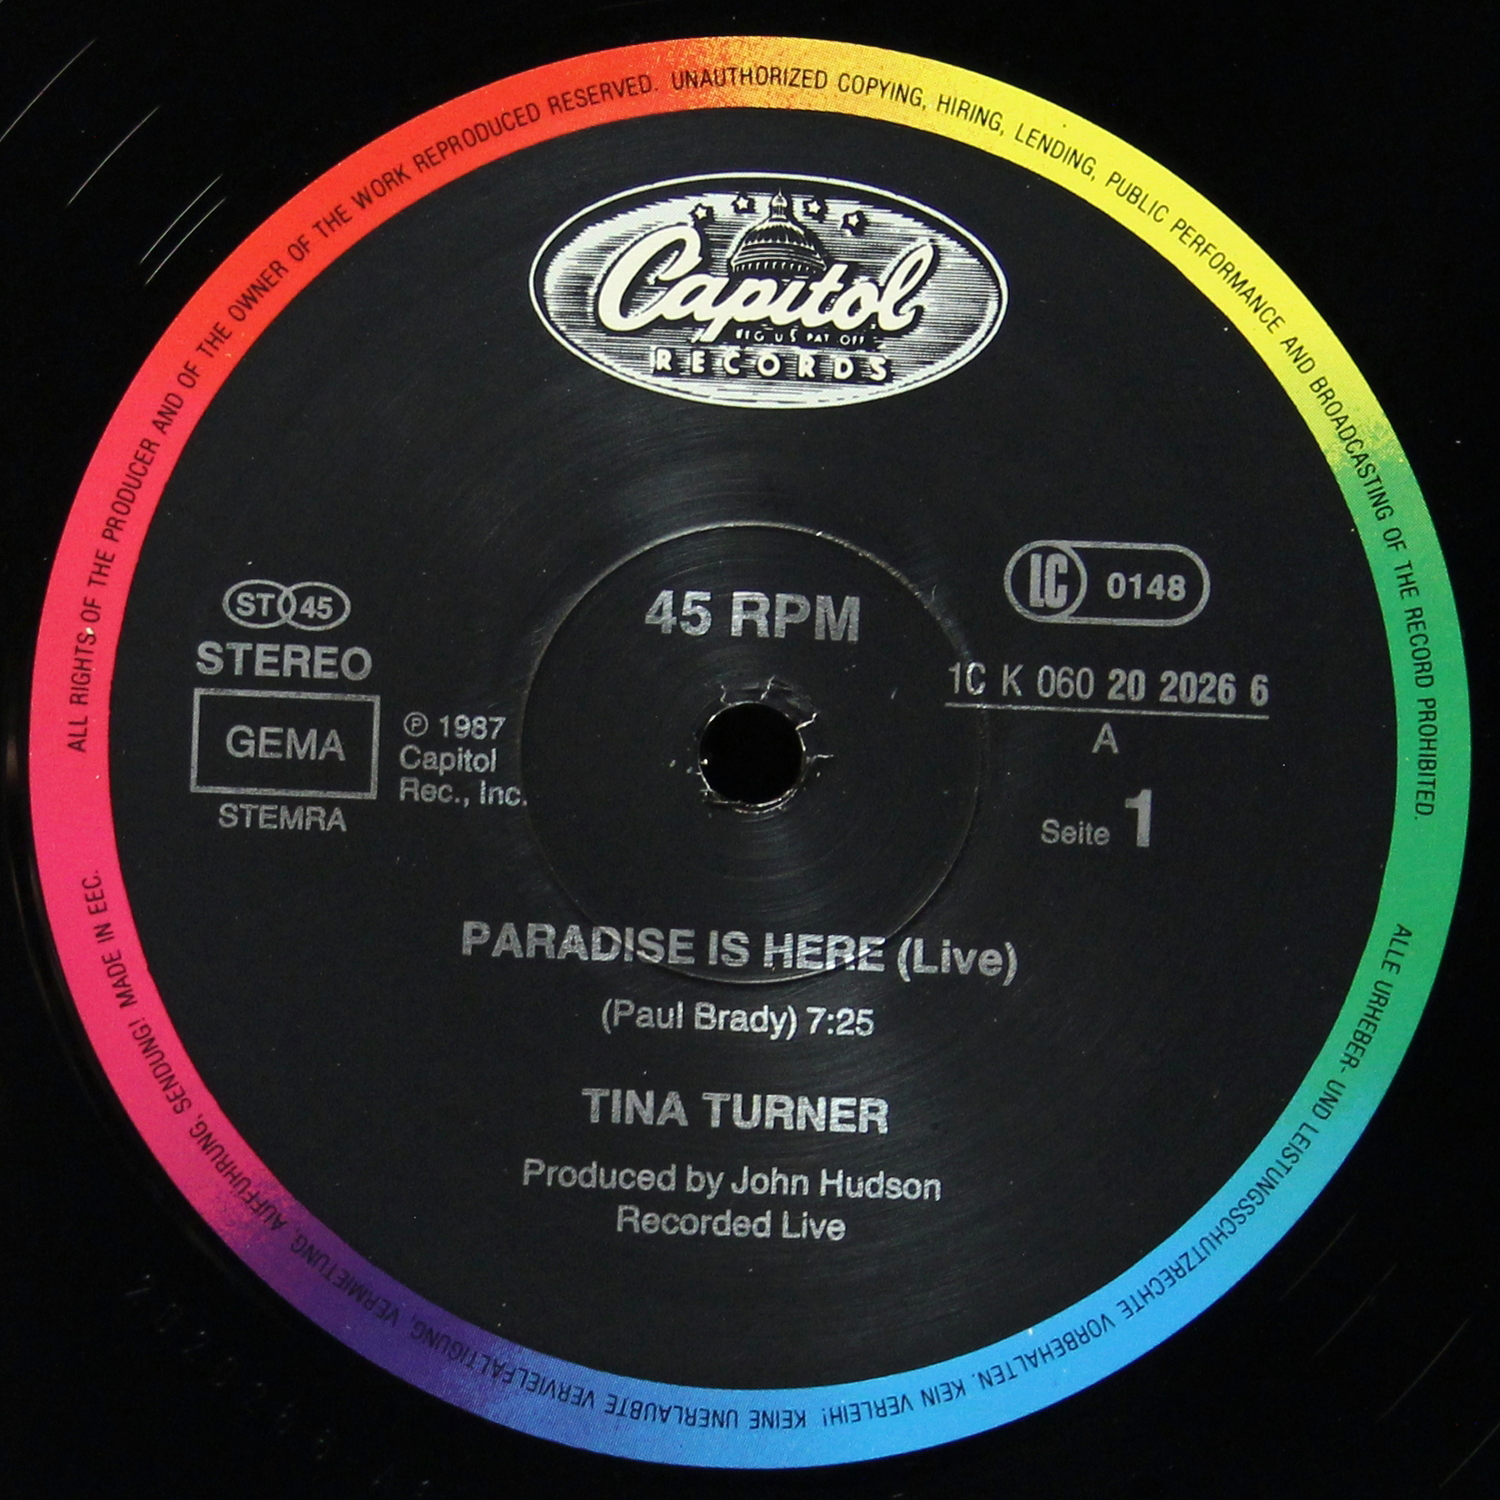 ALL RIGHTS OF THE PRODUCER AND OF THE OWNER OF THE WORK REPRODUCED RESERVED. UNAUTHORIZED COPYING, HIRING, LENDING, PUBLIC PERFORMANCE AND BROADCASTING OF THE RECORD PROHIBITED.
Capitol
REG US PAT OFF
RECORDS
45 RPM
LC 0148
ST 45
STEREO
GEMA
STEMRA
℗ 1987
Capitol
Rec., Inc.
1C K 060 20 2026 6
A
Seite 1
PARADISE IS HERE (Live)
(Paul Brady) 7:25
TINA TURNER
Produced by John Hudson
Recorded Live
ALLE URHEBER- UND LEISTUNGSSCHUTZRECHTE VORBEHALTEN. KEIN VERLEIH! KEINE UNERLAUBTE VERVIELFÄLTIGUNG, VERMIETUNG, AUFFÜHRUNG, SENDUNG! MADE IN EEC.